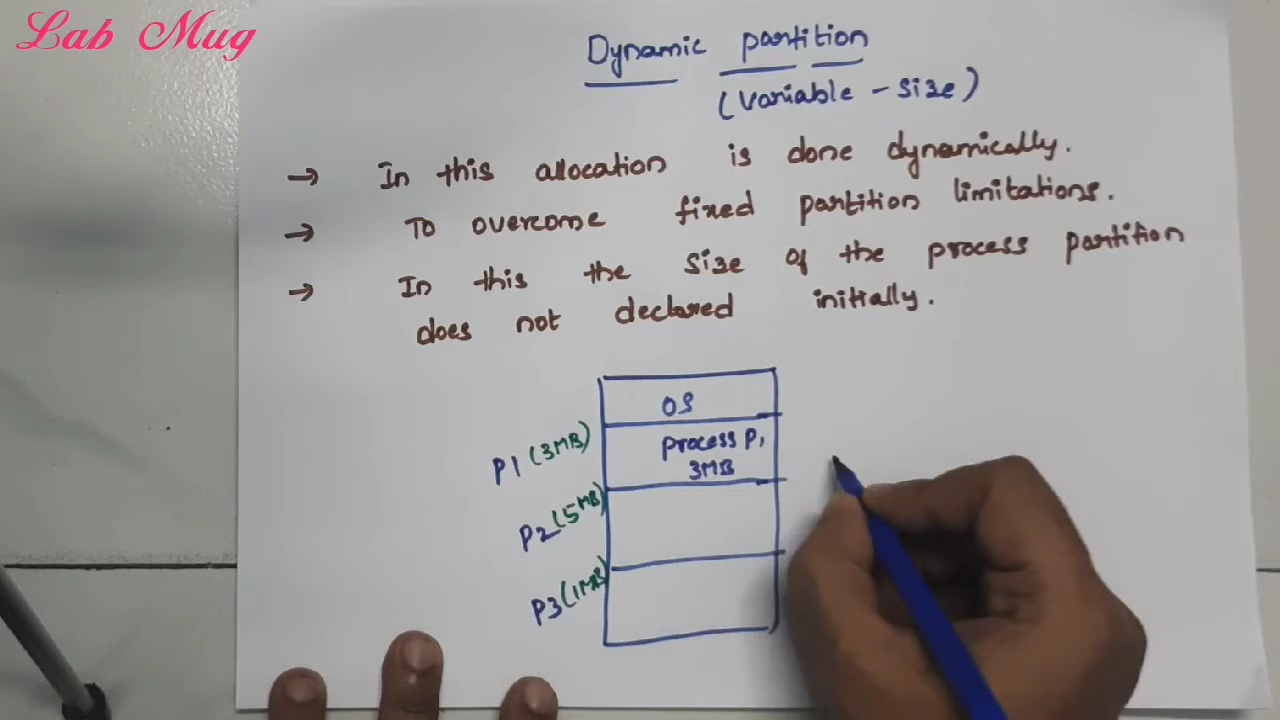 Lab Mug
Dynamic partition
(variable - size)
→ In this allocation is done dynamically.
→ To overcome fixed partition limitations.
→ In this the size of the process partition
does not declared initially.
OS
P1 (3MB)
process P1
3MB
P2 (5MB)
P3 (1MB)